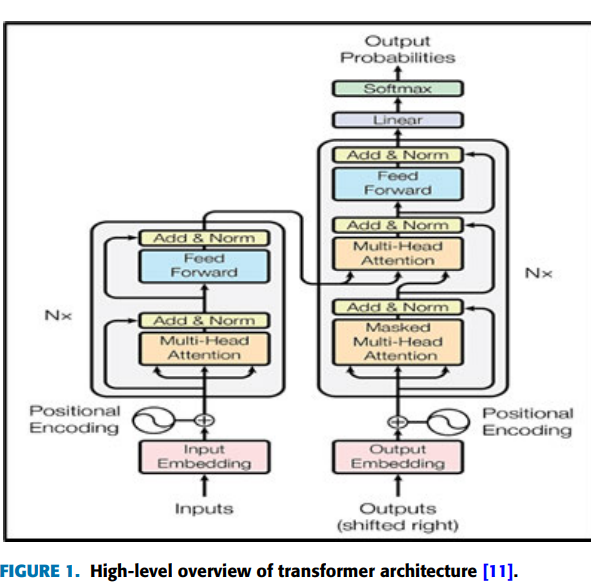 Output
Probabilities
Softmax
Linear
Add & Norm
Feed
Forward
Add & Norm
Multi-Head
Attention
Add & Norm
Masked
Multi-Head
Attention
Nx
Positional
Encoding
Output
Embedding
Outputs
(shifted right)
Add & Norm
Feed
Forward
Add & Norm
Multi-Head
Attention
Nx
Positional
Encoding
Input
Embedding
Inputs
FIGURE 1. High-level overview of transformer architecture [11].